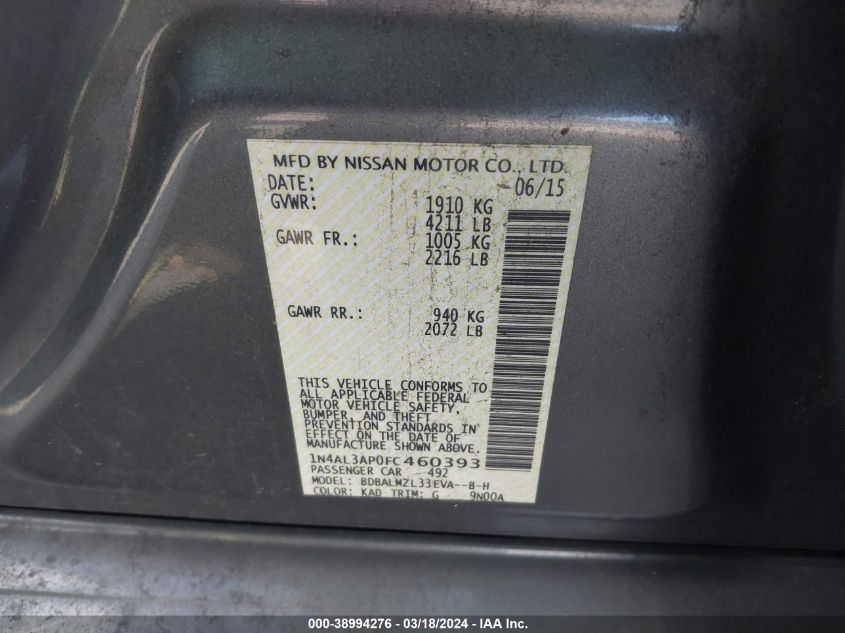 MFD BY NISSAN MOTOR CO., LTD.
DATE: 06/15
GVWR: 1910 KG
4211 LB
GAWR FR.: 1005 KG
2216 LB
GAWR RR.: 940 KG
2072 LB
THIS VEHICLE CONFORMS TO
ALL APPLICABLE FEDERAL
MOTOR VEHICLE SAFETY,
BUMPER, AND THEFT
PREVENTION STANDARDS IN
EFFECT ON THE DATE OF
MANUFACTURE SHOWN ABOVE.
1N4AL3AP0FC460393
PASSENGER CAR 492
MODEL: BDBALMZL33EVA--B-H
COLOR: KAD TRIM: G 9N00A
000-38994276 / 03/18/2024 / IAA Inc.